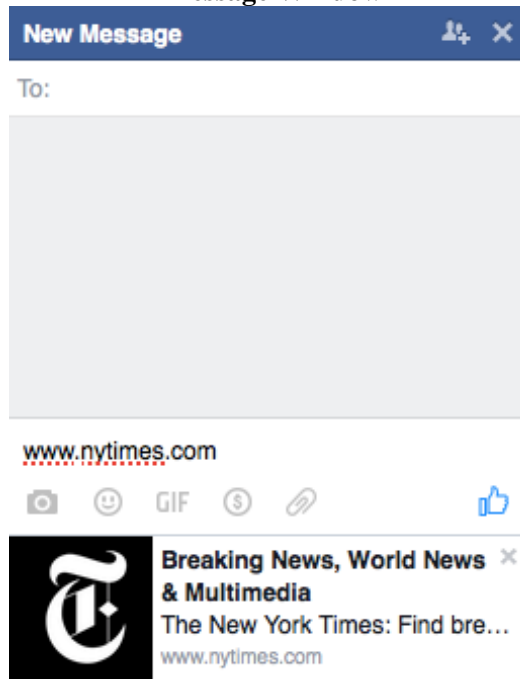 New Message
To:
www.nytimes.com
GIF
$
Breaking News, World News
& Multimedia
The New York Times: Find bre...
www.nytimes.com